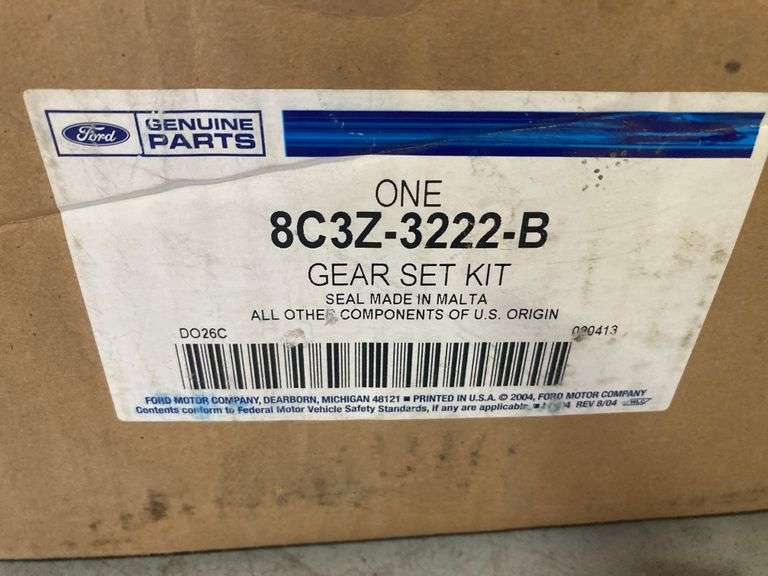 Ford
GENUINE
PARTS
ONE
8C3Z-3222-B
GEAR SET KIT
SEAL MADE IN MALTA
ALL OTHER COMPONENTS OF U.S. ORIGIN
DO26C
FORD MOTOR COMPANY, DEARBORN, MICHIGAN 48121 ■ PRINTED IN U.S.A. © 2004, FORD MOTOR COMPANY
Contents conform to Federal Motor Vehicle Safety Standards, if any are applicable. ■ REV 8/04